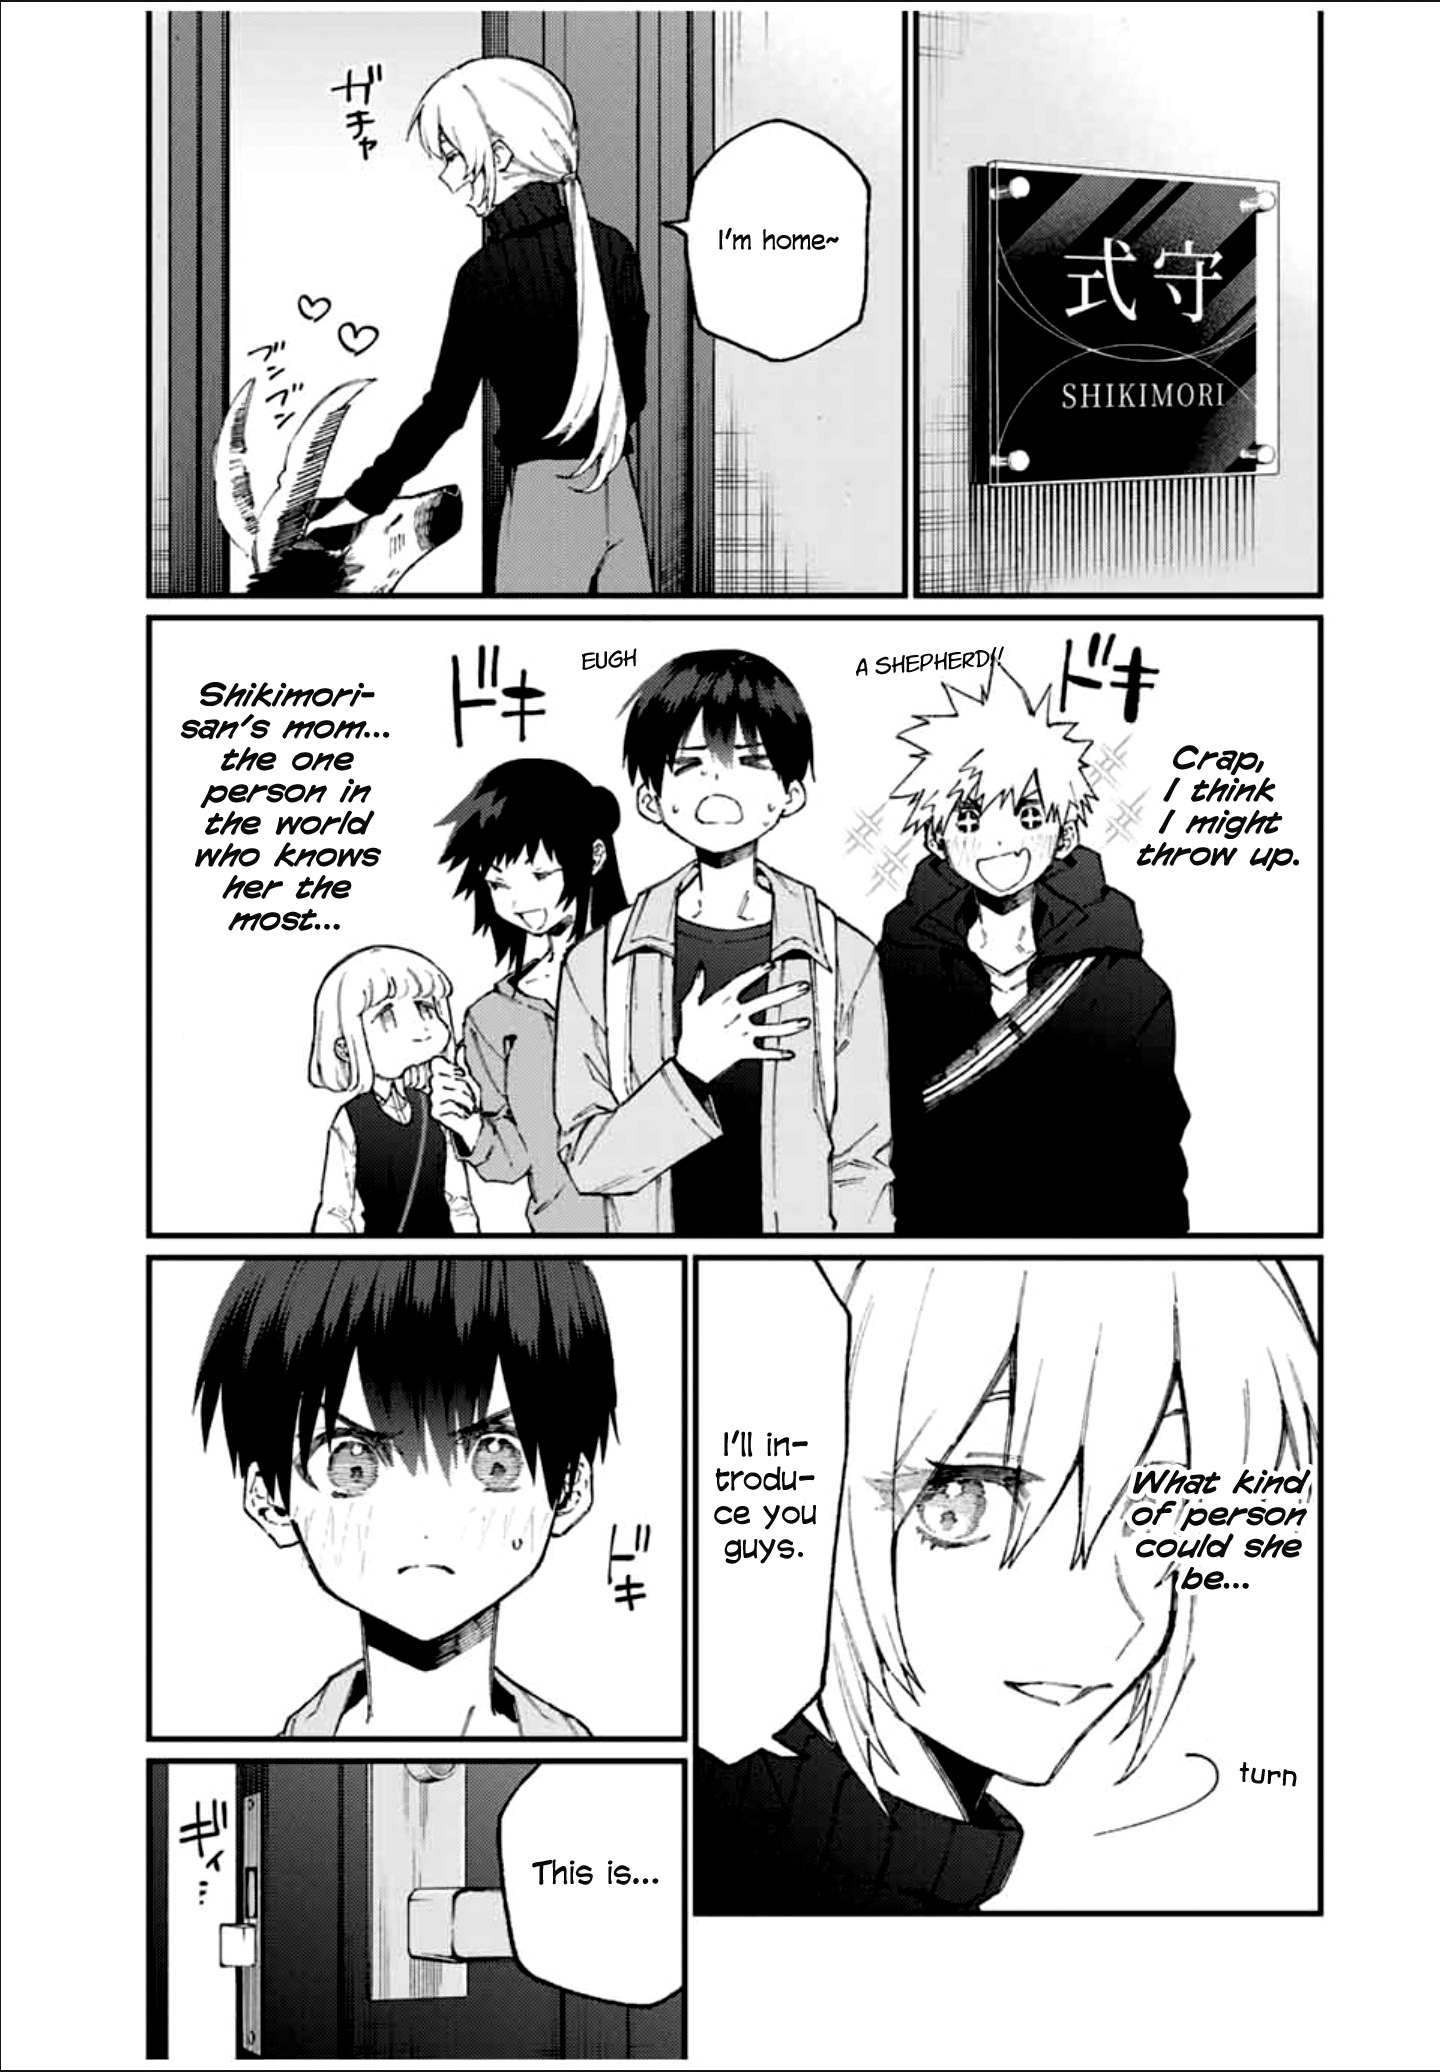 式守
SHIKIMORI
I'm home~
ガチャ
ブン
ブン
ドキ
A SHEPHERD!!
Crap,
I think
I might
throw up.
EUGH
ドキ
Shikimori-
san's mom...
the one
person in
the world
who knows
her the
most...
What kind
of person
could she
be...
I'll in-
trodu-
ce you
guys.
turn
ドキ
This is...
ギィ...